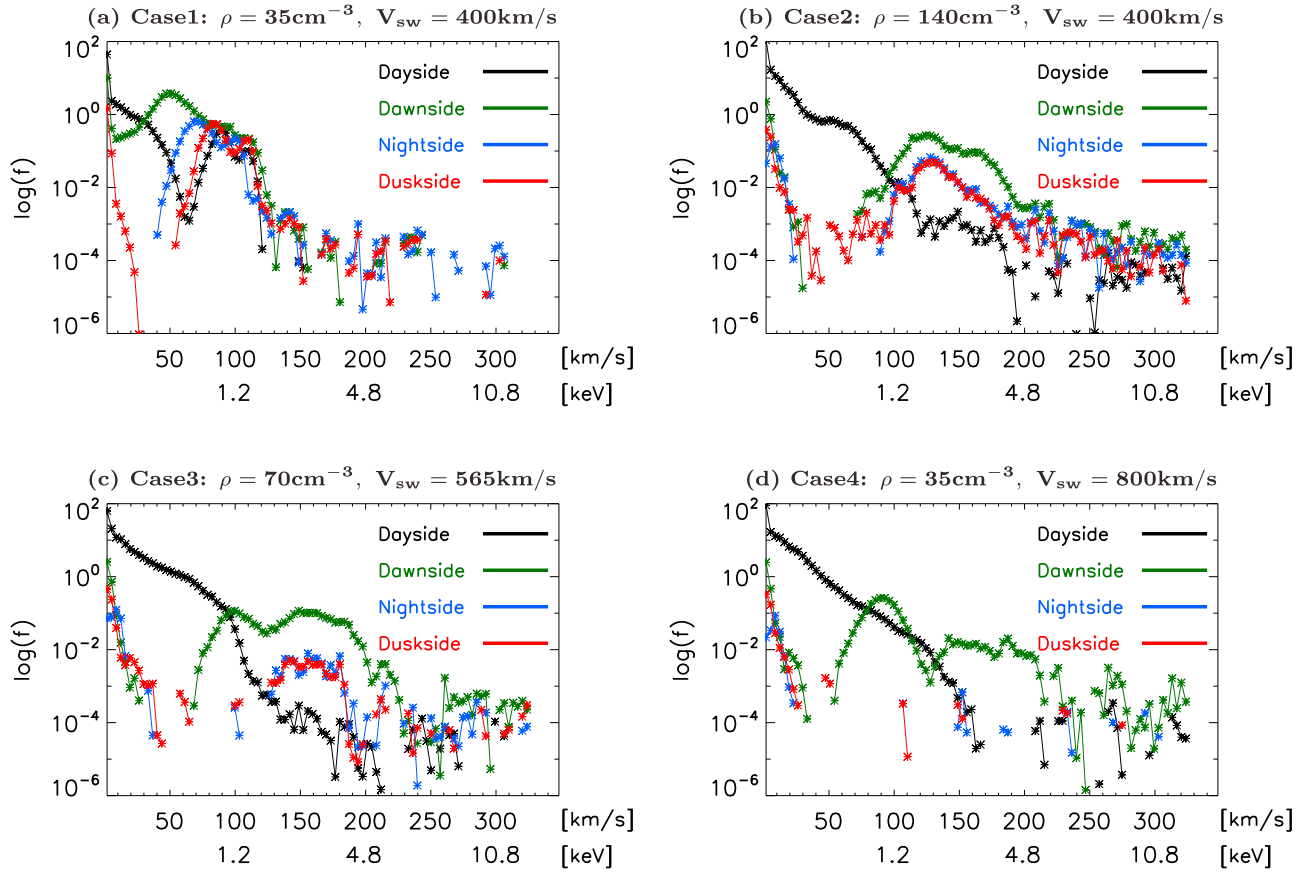 (a) Case1: ρ = 35cm⁻³, V_sw = 400km/s
log(f)
10²
10⁰
10⁻²
10⁻⁴
10⁻⁶
Dayside
Dawnside
Nightside
Duskside
50 100 150 200 250 300 [km/s]
1.2 4.8 10.8 [keV]
(b) Case2: ρ = 140cm⁻³, V_sw = 400km/s
log(f)
10²
10⁰
10⁻²
10⁻⁴
10⁻⁶
Dayside
Dawnside
Nightside
Duskside
50 100 150 200 250 300 [km/s]
1.2 4.8 10.8 [keV]
(c) Case3: ρ = 70cm⁻³, V_sw = 565km/s
log(f)
10²
10⁰
10⁻²
10⁻⁴
10⁻⁶
Dayside
Dawnside
Nightside
Duskside
50 100 150 200 250 300 [km/s]
1.2 4.8 10.8 [keV]
(d) Case4: ρ = 35cm⁻³, V_sw = 800km/s
log(f)
10²
10⁰
10⁻²
10⁻⁴
10⁻⁶
Dayside
Dawnside
Nightside
Duskside
50 100 150 200 250 300 [km/s]
1.2 4.8 10.8 [keV]